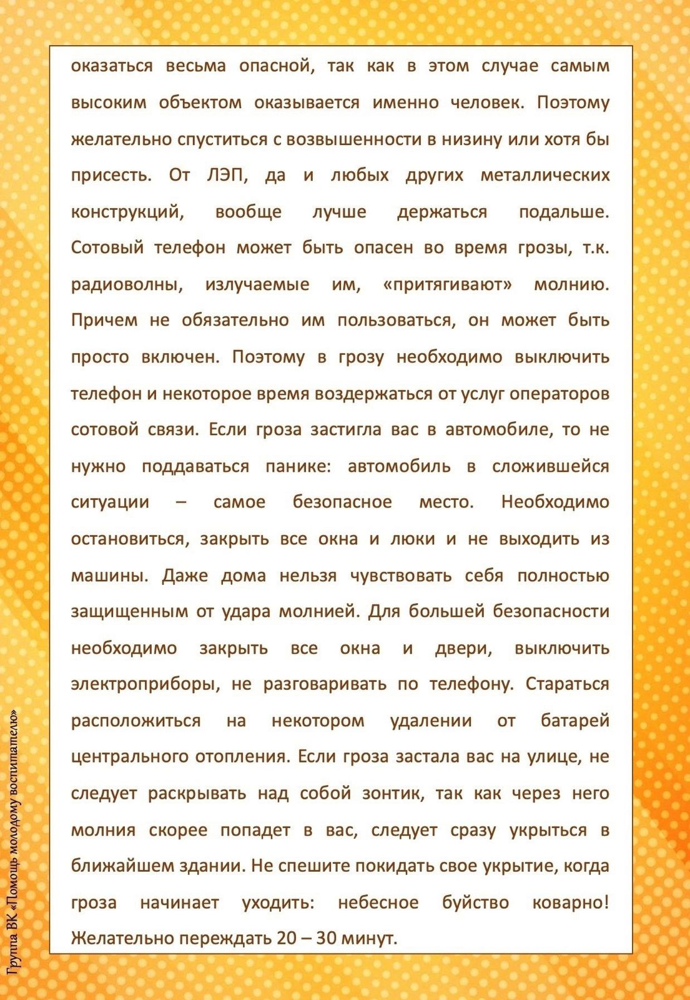 оказаться весьма опасной, так как в этом случае самым
высоким объектом оказывается именно человек. Поэтому
желательно спуститься с возвышенности в низину или хотя бы
присесть. От ЛЭП, да и любых других металлических
конструкций, вообще лучше держаться подальше.
Сотовый телефон может быть опасен во время грозы, т.к.
радиоволны, излучаемые им, «притягивают» молнию.
Причем не обязательно им пользоваться, он может быть
просто включен. Поэтому в грозу необходимо выключить
телефон и некоторое время воздержаться от услуг операторов
сотовой связи. Если гроза застигла вас в автомобиле, то не
нужно поддаваться панике: автомобиль в сложившейся
ситуации – самое безопасное место. Необходимо
остановиться, закрыть все окна и люки и не выходить из
машины. Даже дома нельзя чувствовать себя полностью
защищенным от удара молнией. Для большей безопасности
необходимо закрыть все окна и двери, выключить
электроприборы, не разговаривать по телефону. Стараться
расположиться на некотором удалении от батарей
центрального отопления. Если гроза застала вас на улице, не
следует раскрывать над собой зонтик, так как через него
молния скорее попадет в вас, следует сразу укрыться в
ближайшем здании. Не спешите покидать свое укрытие, когда
гроза начинает уходить: небесное буйство коварно!
Желательно переждать 20 – 30 минут.
Группа ВК «Помощь молодому воспитателю»